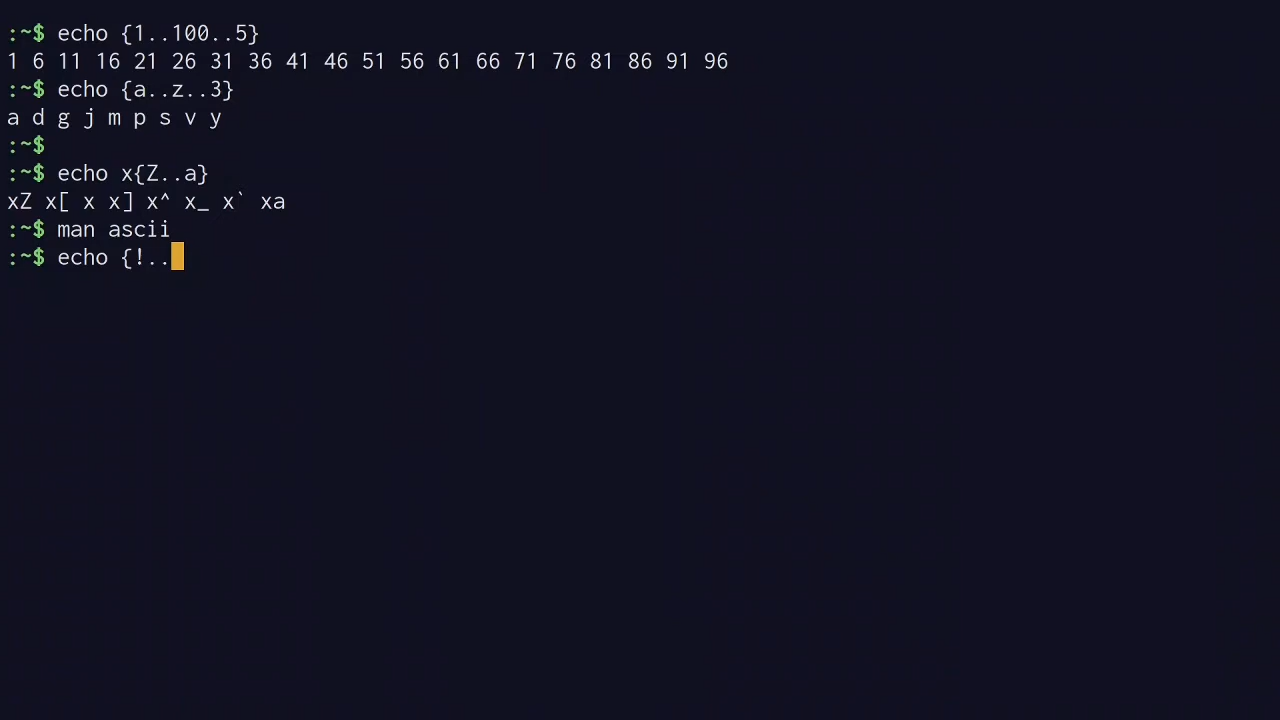 :~$ echo {1..100..5}
1 6 11 16 21 26 31 36 41 46 51 56 61 66 71 76 81 86 91 96
:~$ echo {a..z..3}
a d g j m p s v y
:~$
:~$ echo x{Z..a}
xZ x[ x x] x^ x_ x` xa
:~$ man ascii
:~$ echo {!..